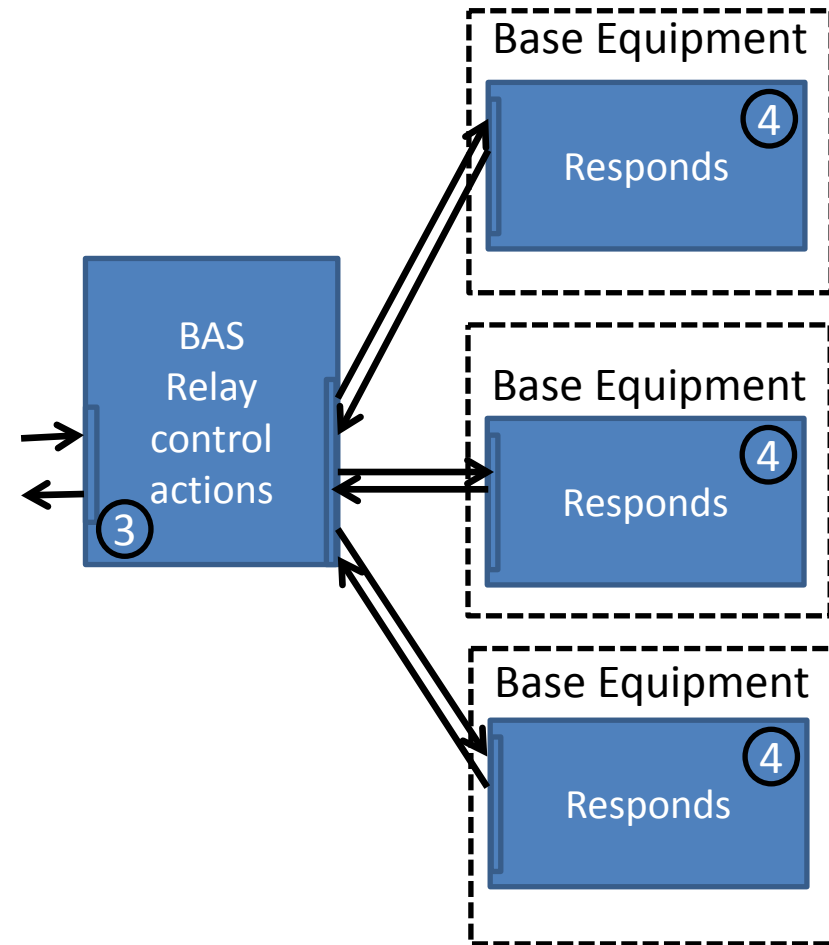 Base Equipment
4
Responds
BAS
Relay
control
actions
3
Base Equipment
4
Responds
Base Equipment
4
Responds